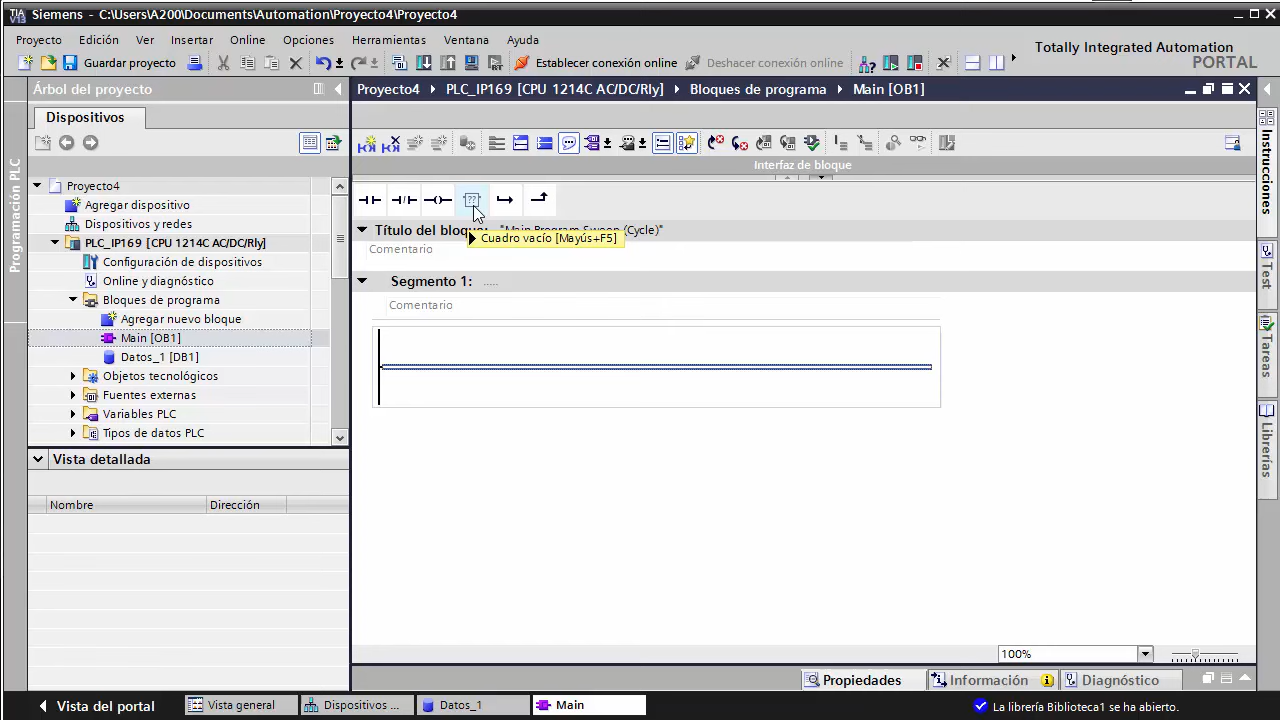 TIA V13 Siemens - C:\Users\A200\Documents\Automation\Proyecto4\Proyecto4
Proyecto Edición Ver Insertar Online Opciones Herramientas Ventana Ayuda
Totally Integrated Automation
PORTAL
Guardar proyecto Establecer conexión online Deshacer conexión online
Árbol del proyecto
Proyecto4 PLC_IP169 [CPU 1214C AC/DC/Rly] Bloques de programa Main [OB1]
Dispositivos
Programación PLC
Interfaz de bloque
Proyecto4
Agregar dispositivo
Dispositivos y redes
PLC_IP169 [CPU 1214C AC/DC/Rly]
Configuración de dispositivos
Online y diagnóstico
Bloques de programa
Agregar nuevo bloque
Main [OB1]
Datos_1 [DB1]
Objetos tecnológicos
Fuentes externas
Variables PLC
Tipos de datos PLC
??
Título del bloque: "Main Program Sweep (Cycle)"
Cuadro vacío [Mayús+F5]
Comentario
Segmento 1: .....
Comentario
Instrucciones
Test
Tareas
Librerías
Vista detallada
Nombre Dirección
100%
Propiedades Información Diagnóstico
Vista del portal Vista general Dispositivos ... Datos_1 Main
La librería Biblioteca1 se ha abierto.